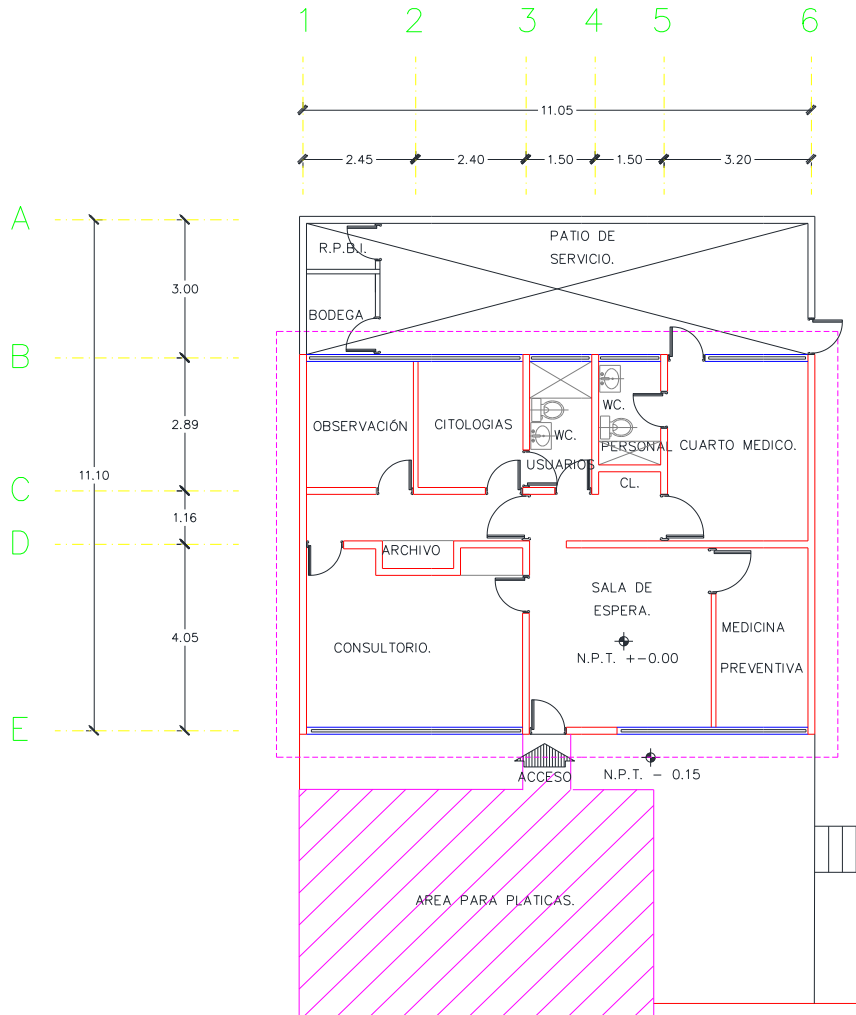 1 2 3 4 5 6
11.05
2.45 2.40 1.50 1.50 3.20
A
B
C
D
E
3.00
2.89
11.10
1.16
4.05
PATIO DE
SERVICIO.
R.P.B.I.
BODEGA
OBSERVACIÓN
CITOLOGIAS
WC.
USUARIOS
WC.
PERSONAL
CUARTO MEDICO.
CL.
ARCHIVO
SALA DE
ESPERA.
N.P.T. +-0.00
CONSULTORIO.
MEDICINA
PREVENTIVA
ACCESO
N.P.T. - 0.15
AREA PARA PLATICAS.